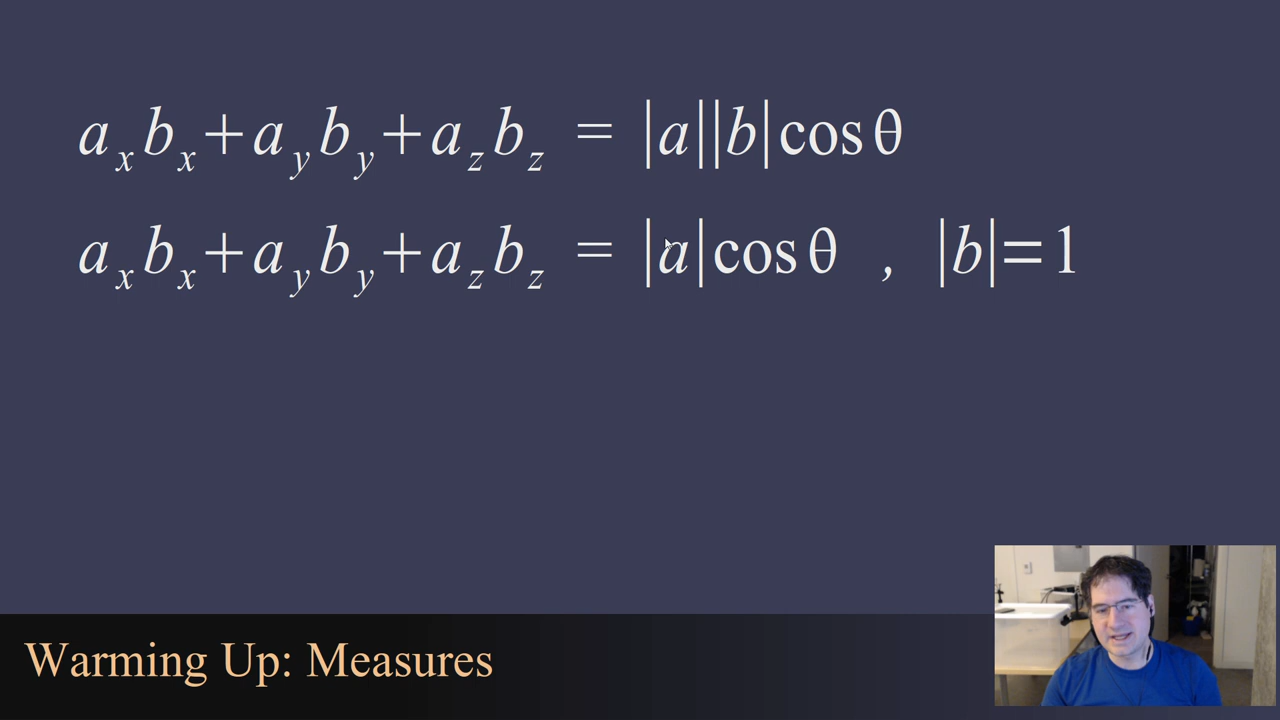 a_x b_x + a_y b_y + a_z b_z = |a||b| cos θ
a_x b_x + a_y b_y + a_z b_z = |a| cos θ , |b| = 1
Warming Up: Measures